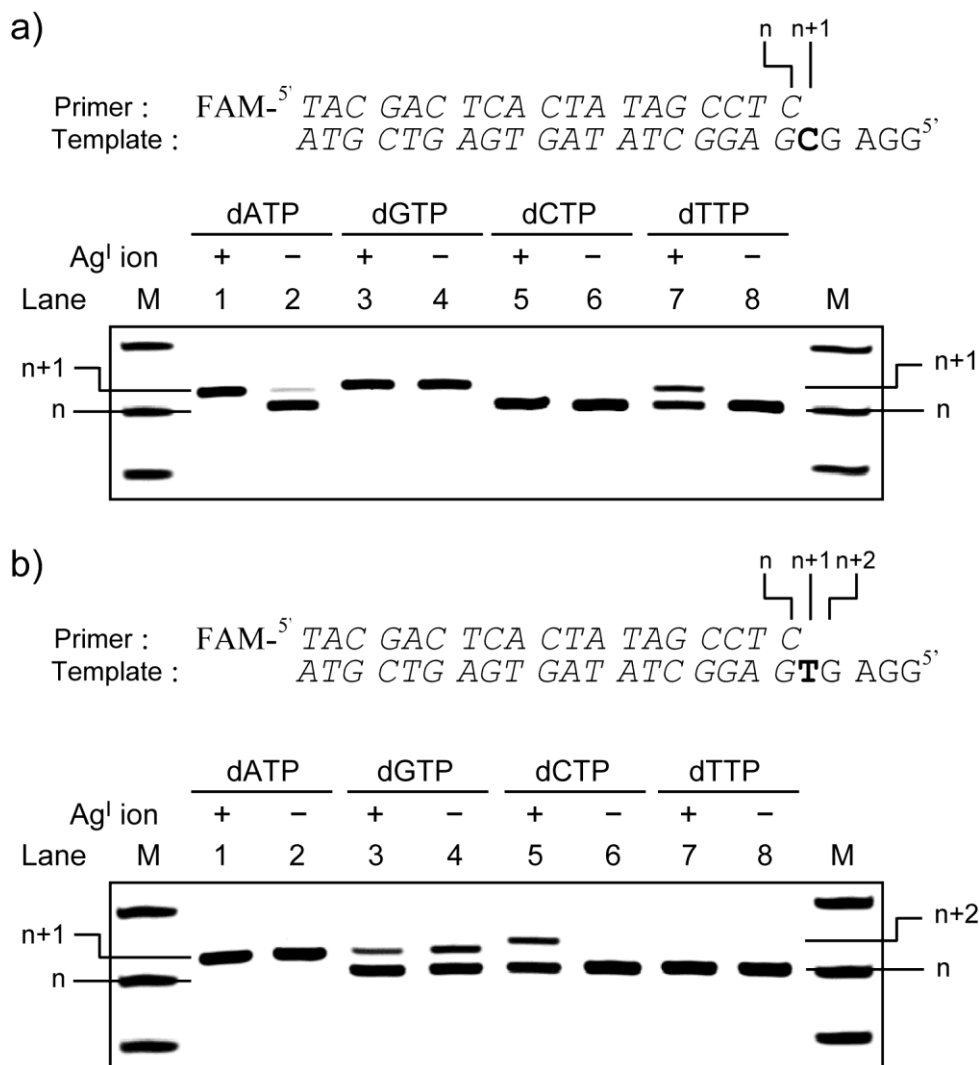 a)
n n+1
Primer : FAM-5' TAC GAC TCA CTA TAG CCT C
Template : ATG CTG AGT GAT ATC GGA GCG AGG5'
dATP dGTP dCTP dTTP
AgI ion + − + − + − + −
Lane M 1 2 3 4 5 6 7 8 M
n+1 n+1
n n
b)
n n+1 n+2
Primer : FAM-5' TAC GAC TCA CTA TAG CCT C
Template : ATG CTG AGT GAT ATC GGA GTG AGG5'
dATP dGTP dCTP dTTP
AgI ion + − + − + − + −
Lane M 1 2 3 4 5 6 7 8 M
n+1 n+2
n n